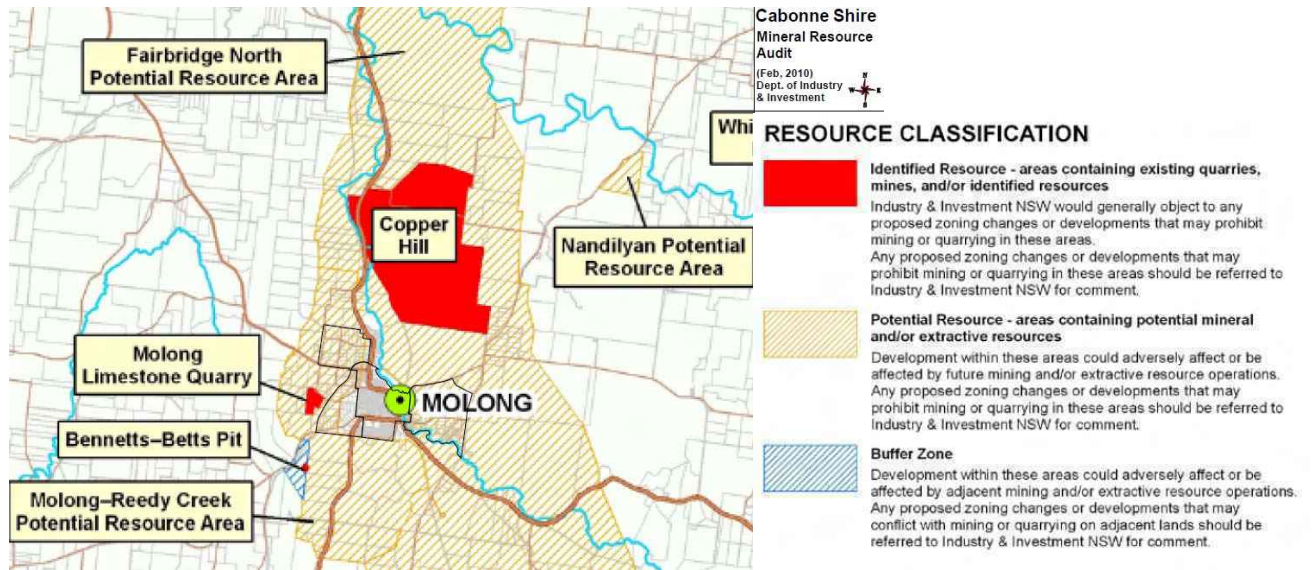 Fairbridge North
Potential Resource Area
Copper
Hill
Whi
Nandilyan Potential
Resource Area
Molong
Limestone Quarry
MOLONG
Bennetts–Betts Pit
Molong–Reedy Creek
Potential Resource Area
Cabonne Shire
Mineral Resource
Audit
(Feb, 2010)
Dept. of Industry
& Investment
N
W E
S
RESOURCE CLASSIFICATION
Identified Resource - areas containing existing quarries,
mines, and/or identified resources
Industry & Investment NSW would generally object to any
proposed zoning changes or developments that may prohibit
mining or quarrying in these areas.
Any proposed zoning changes or developments that may
prohibit mining or quarrying in these areas should be referred to
Industry & Investment NSW for comment.
Potential Resource - areas containing potential mineral
and/or extractive resources
Development within these areas could adversely affect or be
affected by future mining and/or extractive resource operations.
Any proposed zoning changes or developments that may
prohibit mining or quarrying in these areas should be referred to
Industry & Investment NSW for comment.
Buffer Zone
Development within these areas could adversely affect or be
affected by adjacent mining and/or extractive resource operations.
Any proposed zoning changes or developments that may
conflict with mining or quarrying on adjacent lands should be
referred to Industry & Investment NSW for comment.